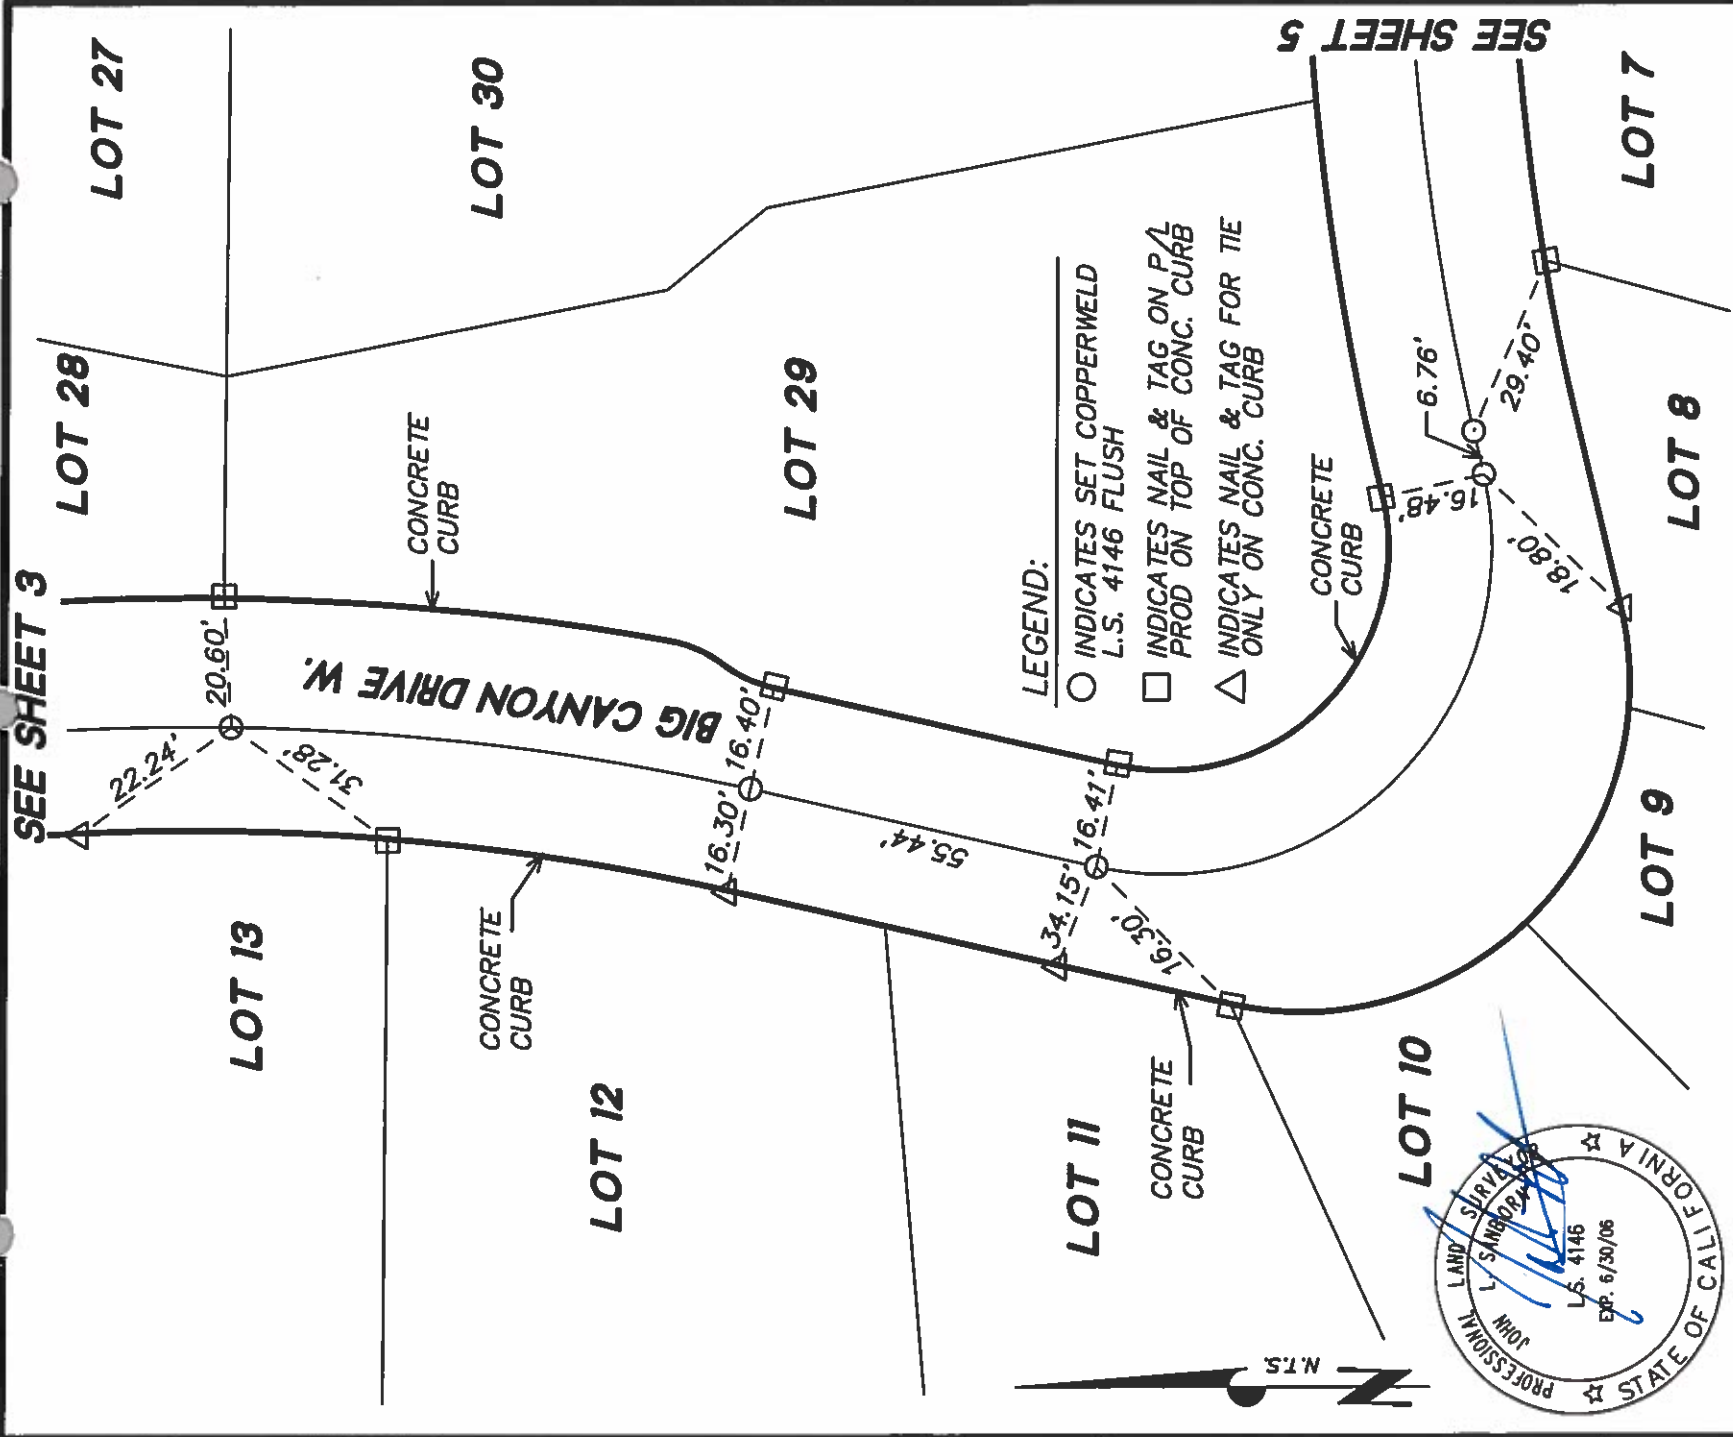 SEE SHEET 3
SEE SHEET 5
LOT 27
LOT 28
LOT 30
LOT 29
LOT 13
LOT 12
LOT 11
LOT 10
LOT 9
LOT 8
LOT 7
BIG CANYON DRIVE W.
CONCRETE
CURB
CONCRETE
CURB
CONCRETE
CURB
CONCRETE
CURB
20.60'
22.24'
31.28'
16.40'
16.30'
55.44'
16.41'
34.15'
16.30'
16.48'
18.80'
6.76'
29.40'
LEGEND:
INDICATES SET COPPERWELD
L.S. 4146 FLUSH
INDICATES NAIL & TAG ON P/L
PROD ON TOP OF CONC. CURB
INDICATES NAIL & TAG FOR TIE
ONLY ON CONC. CURB
N
N.T.S.
PROFESSIONAL LAND SURVEYOR
JOHN L. SANBORN
L.S. 4146
EXP. 6/30/06
STATE OF CALIFORNIA